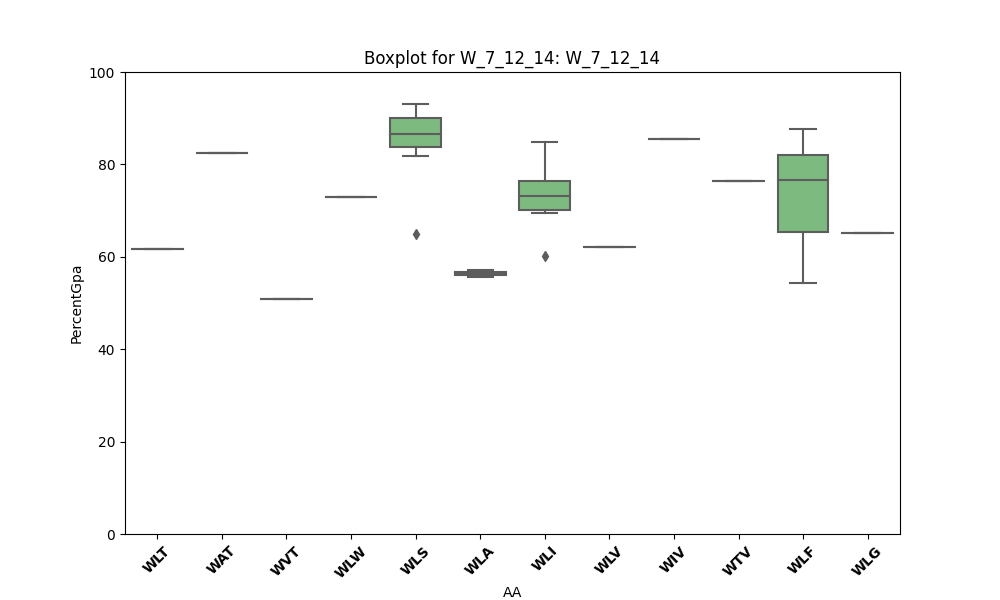 Boxplot for W_7_12_14: W_7_12_14
PercentGpa
100
80
60
40
20
0
WLT WAT WVT WLW WLS WLA WLI WLV WIV WTV WLF WLG
AA